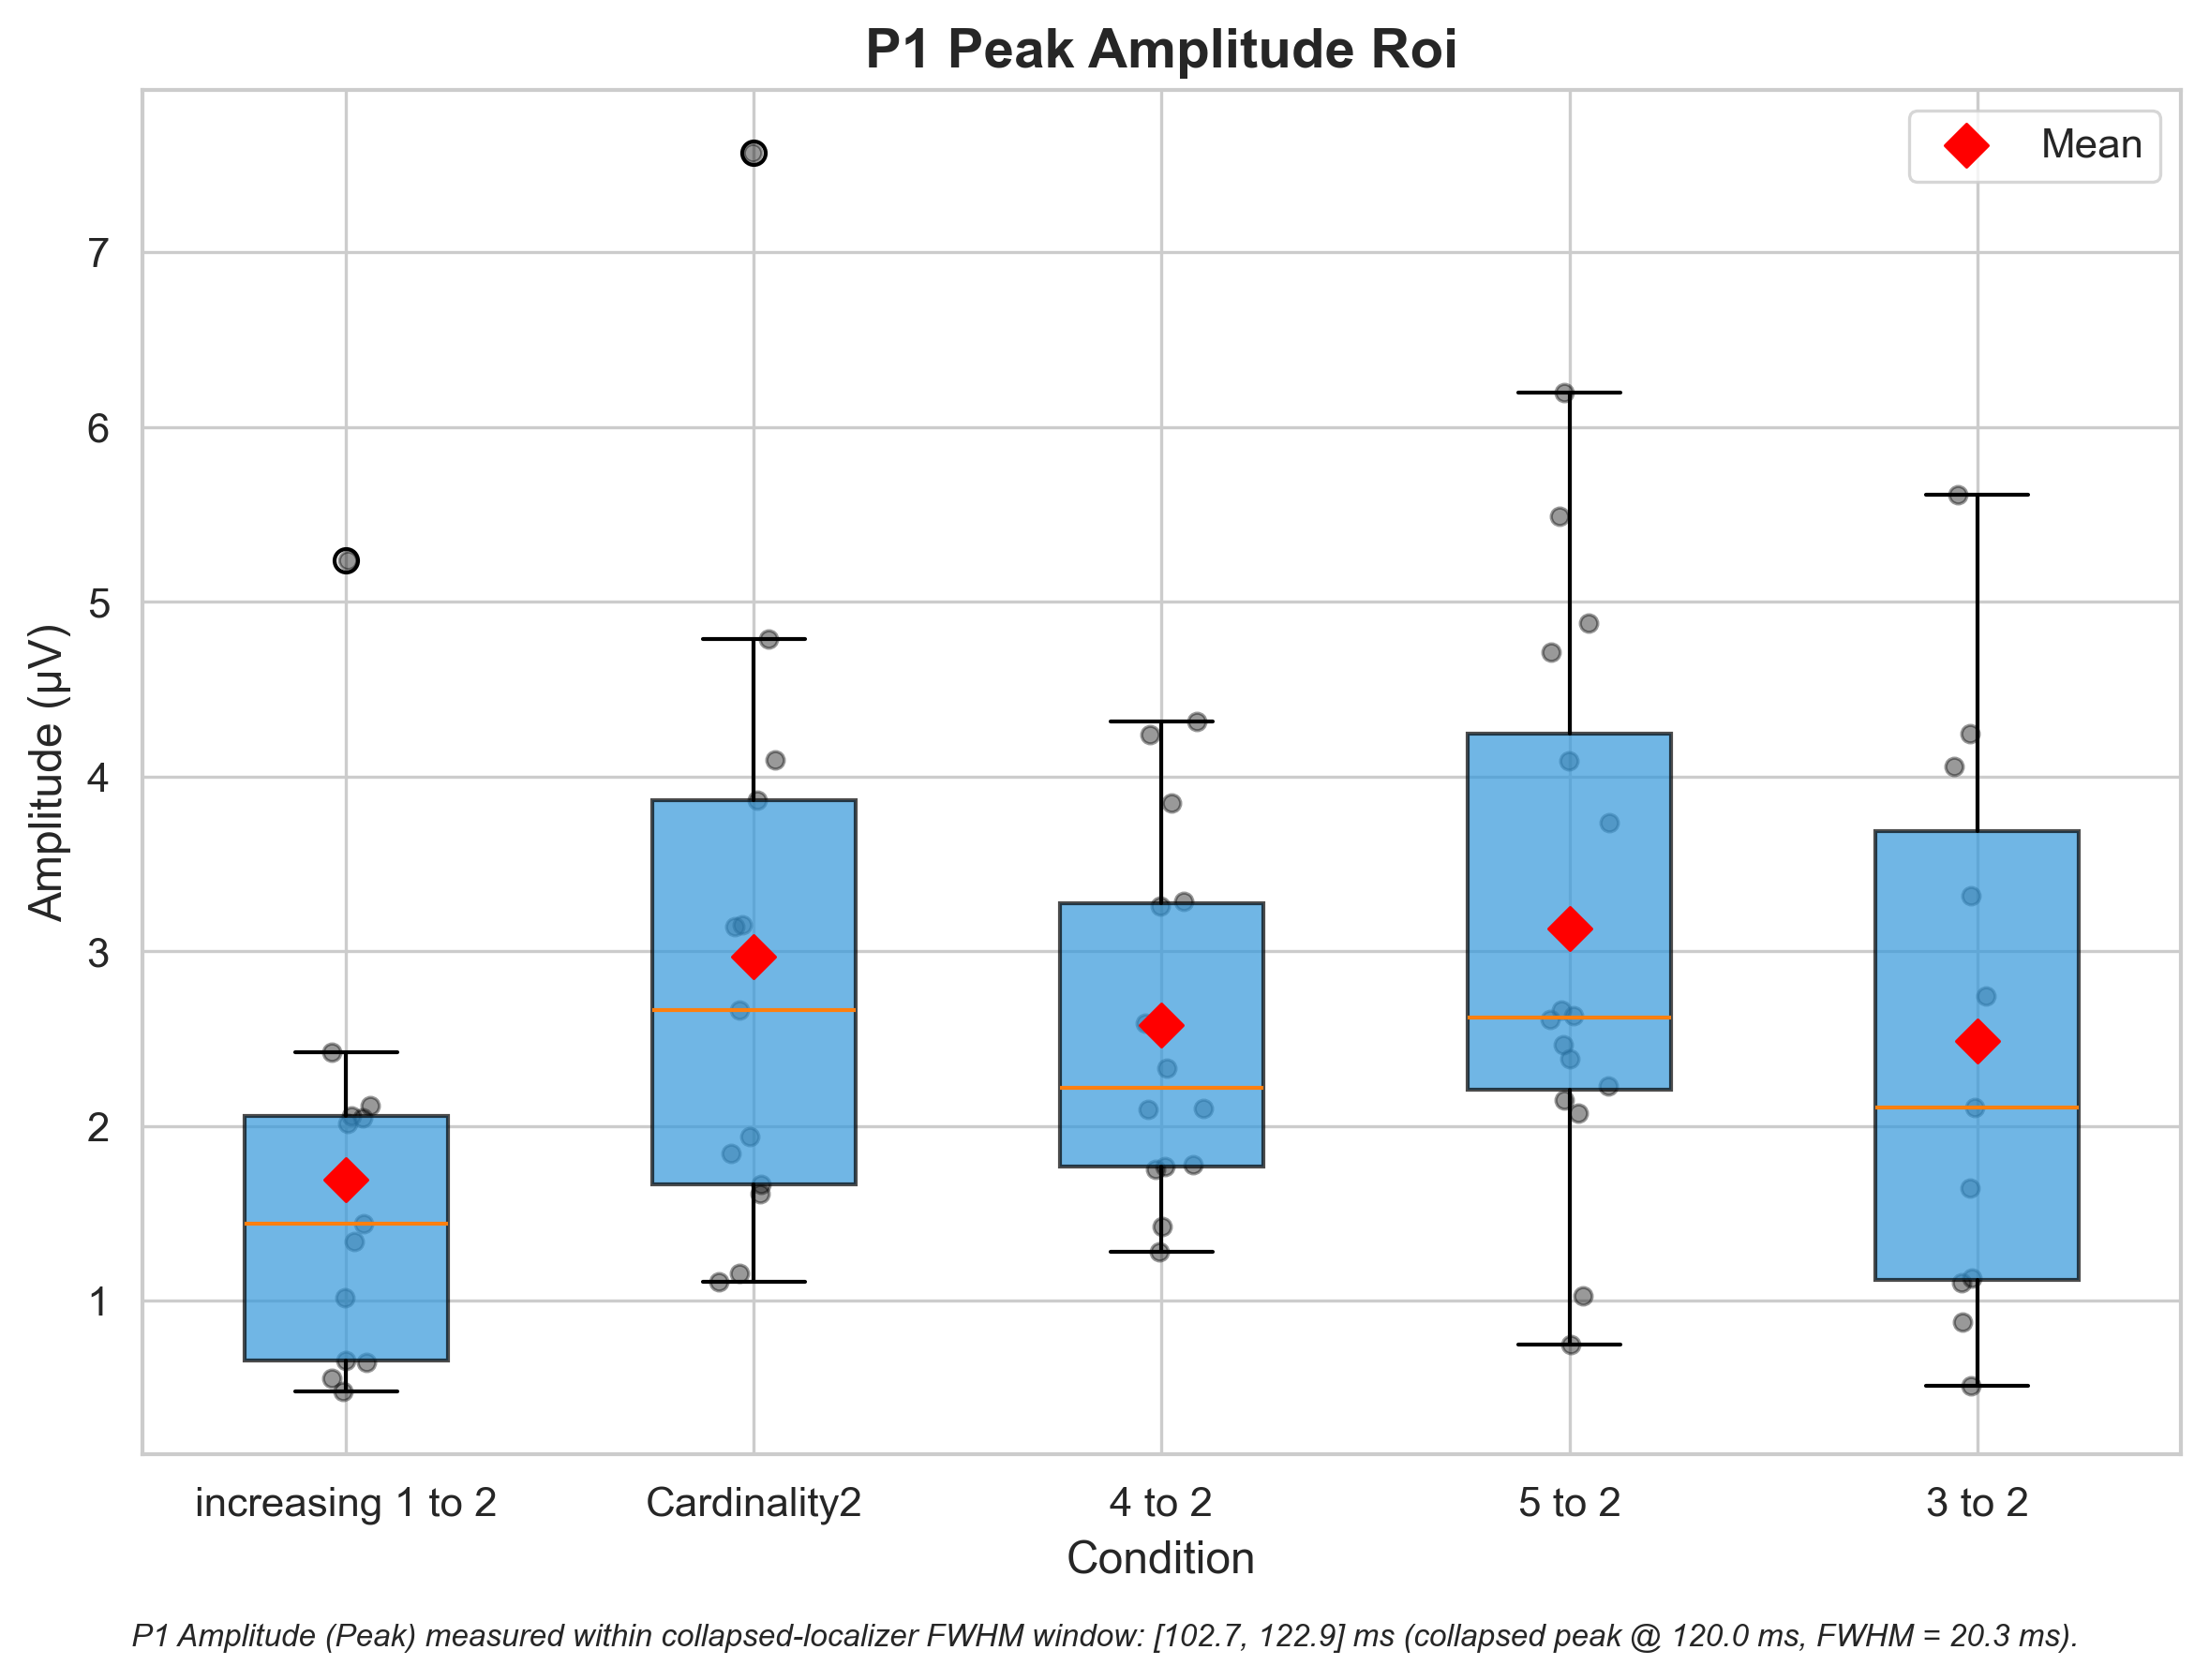 P1 Peak Amplitude Roi
Mean
Amplitude (µV)
7
6
5
4
3
2
1
increasing 1 to 2
Cardinality2
4 to 2
5 to 2
3 to 2
Condition
P1 Amplitude (Peak) measured within collapsed-localizer FWHM window: [102.7, 122.9] ms (collapsed peak @ 120.0 ms, FWHM = 20.3 ms).